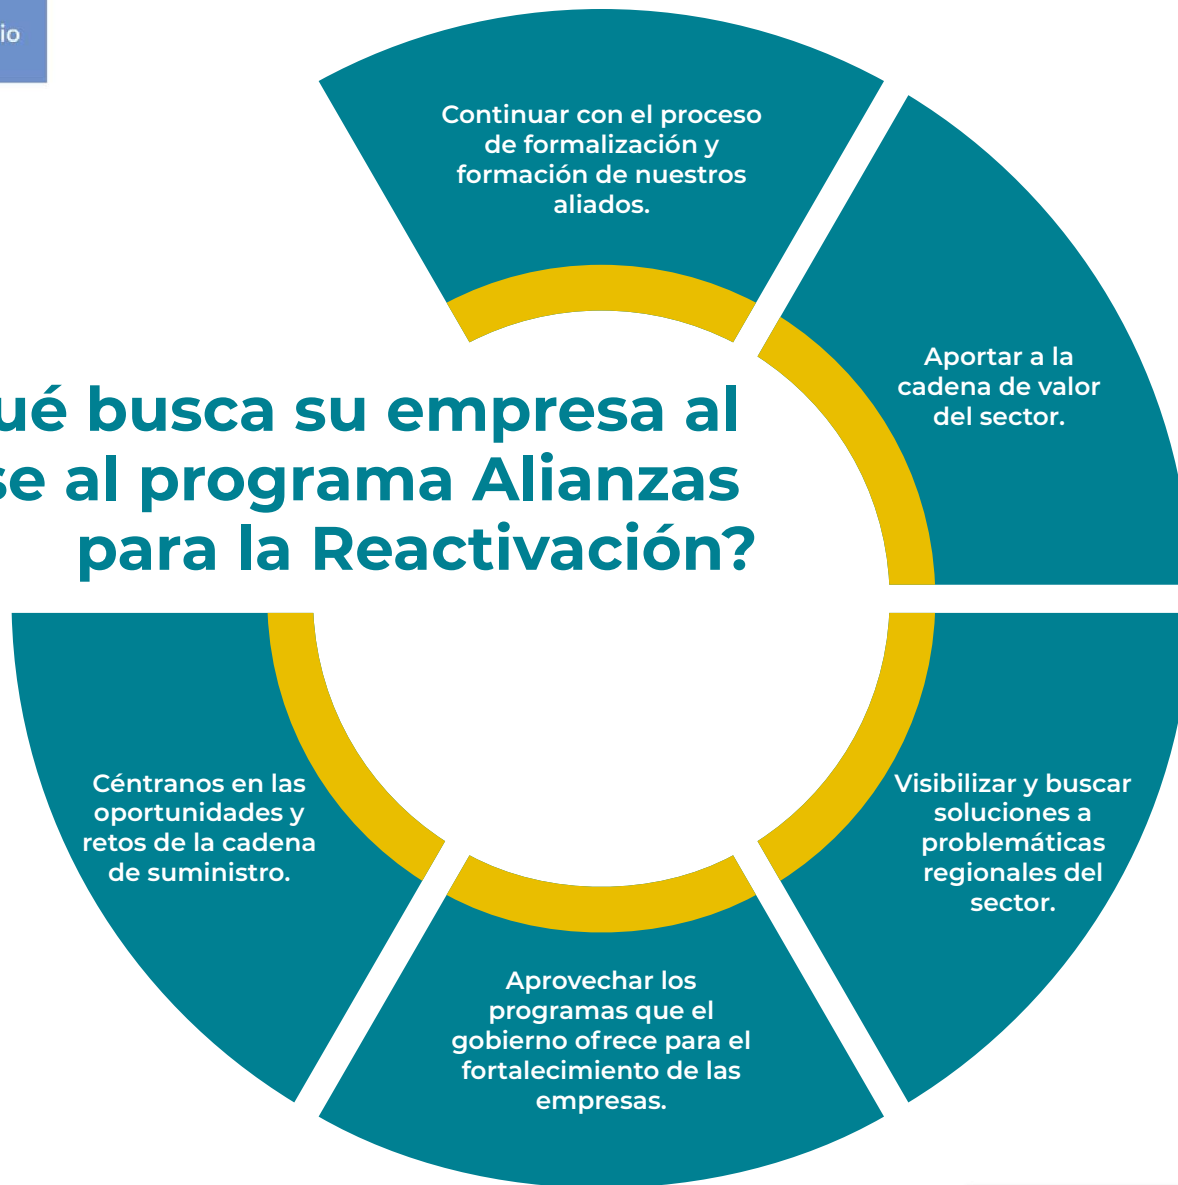 io
Continuar con el proceso
de formalización y
formación de nuestros
aliados.
Aportar a la
cadena de valor
del sector.
ué busca su empresa al
se al programa Alianzas
para la Reactivación?
Visibilizar y buscar
soluciones a
problemáticas
regionales del
sector.
Aprovechar los
programas que el
gobierno ofrece para el
fortalecimiento de las
empresas.
Céntranos en las
oportunidades y
retos de la cadena
de suministro.